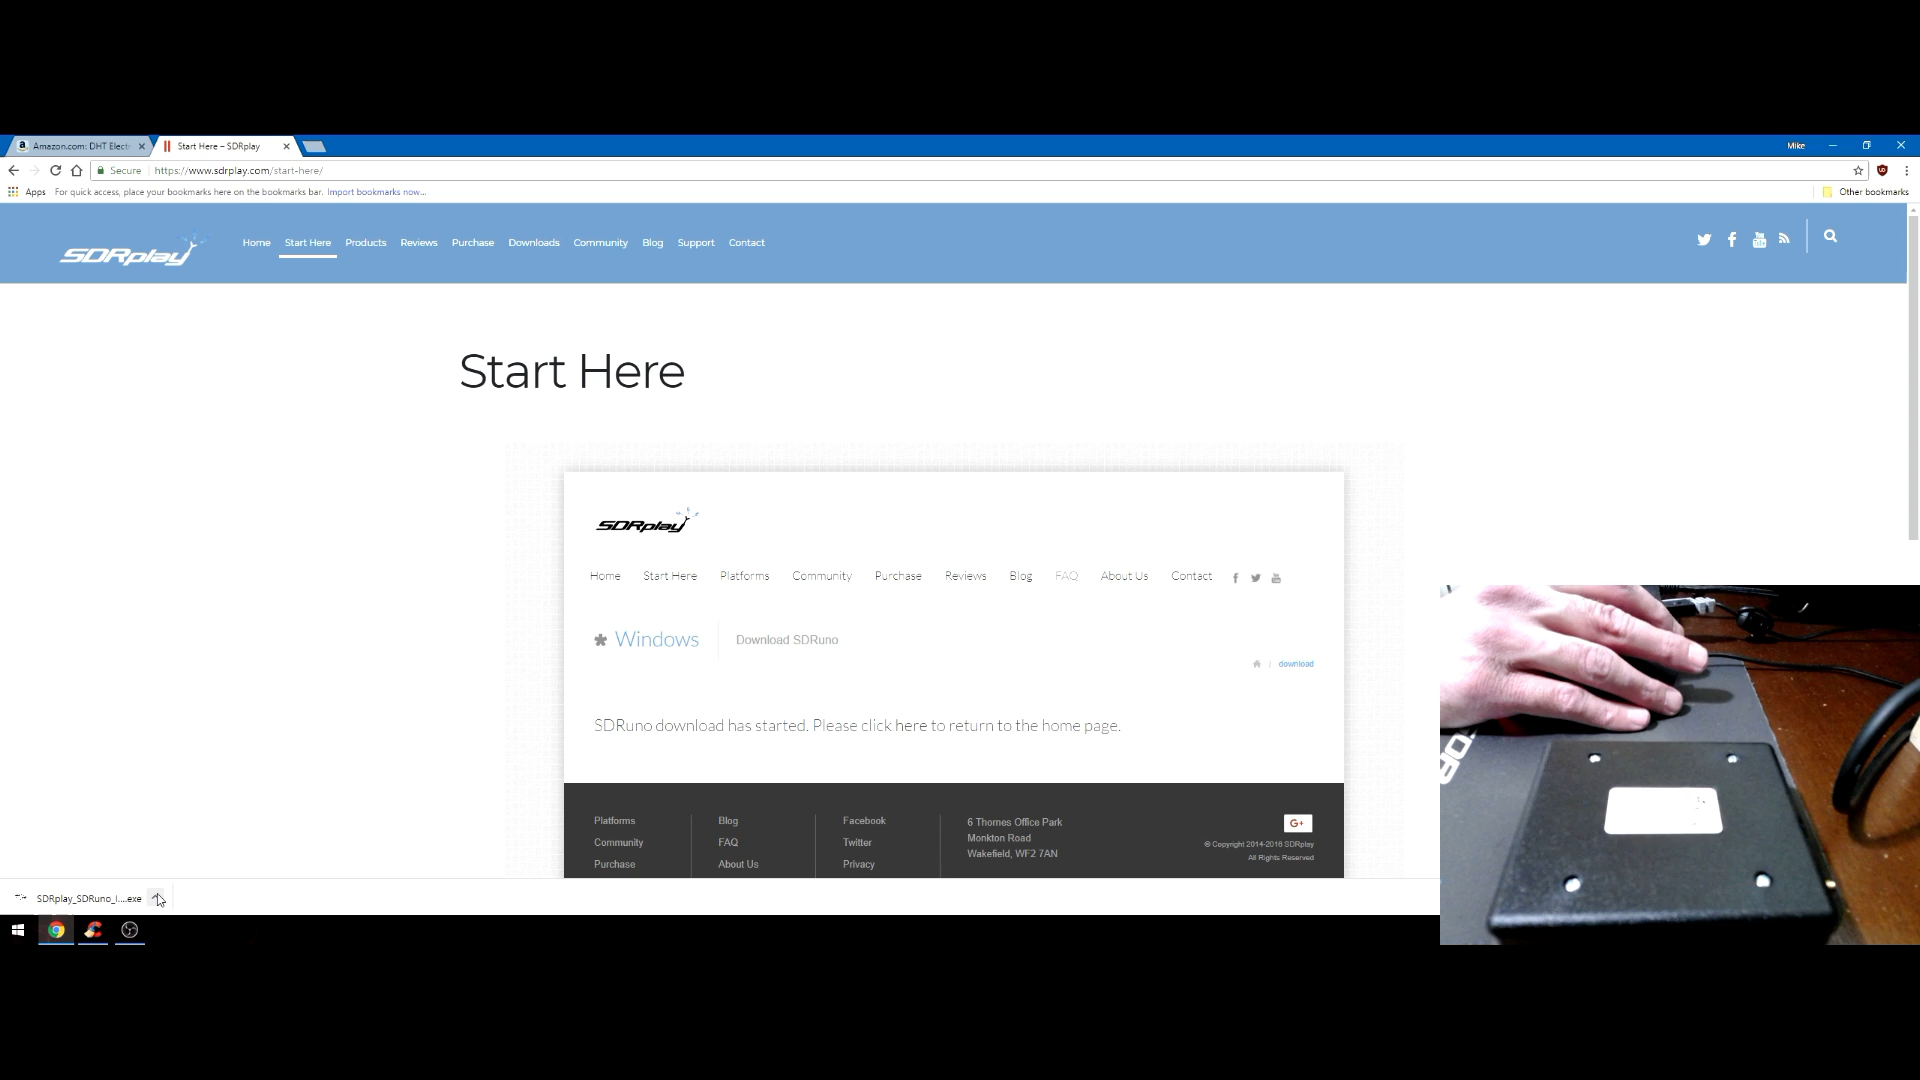 Amazon.com: DHT Elect
Start Here – SDRplay
Mike
Secure
https://www.sdrplay.com/start-here/
Apps
For quick access, place your bookmarks here on the bookmarks bar. Import bookmarks now...
Other bookmarks
SDRplay
Home
Start Here
Products
Reviews
Purchase
Downloads
Community
Blog
Support
Contact
Start Here
SDRplay
Home
Start Here
Platforms
Community
Purchase
Reviews
Blog
FAQ
About Us
Contact
Windows
Download SDRuno
/ download
SDRuno download has started. Please click here to return to the home page.
Platforms
Community
Purchase
Blog
FAQ
About Us
Facebook
Twitter
Privacy
6 Thornes Office Park
Monkton Road
Wakefield, WF2 7AN
G+
© Copyright 2014-2016 SDRplay
All Rights Reserved
SDRplay_SDRuno_I....exe